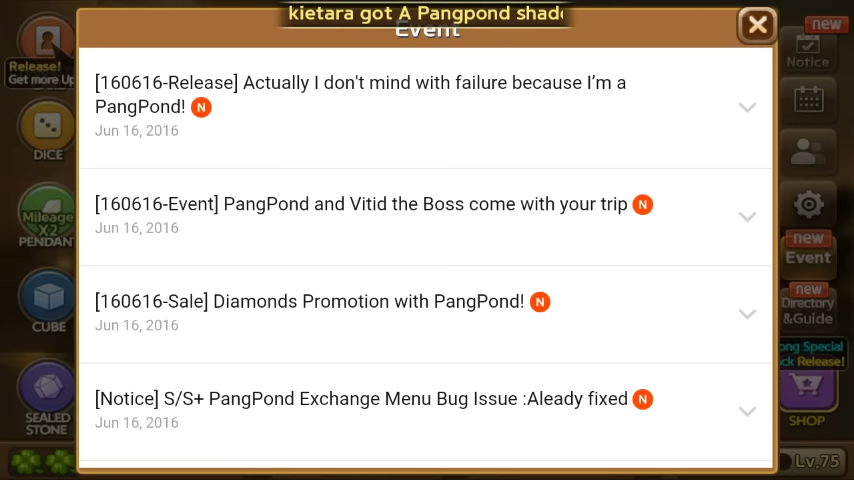 kietara got A Pangpond shad
Event
new
Notice
Release!
Get more Up
[160616-Release] Actually I don't mind with failure because I’m a
PangPond! N
Jun 16, 2016
DICE
[160616-Event] PangPond and Vitid the Boss come with your trip N
Jun 16, 2016
Mileage
X2
PENDANT
new
Event
[160616-Sale] Diamonds Promotion with PangPond! N
Jun 16, 2016
CUBE
new
Directory
&Guide
ong Special
ck Release!
[Notice] S/S+ PangPond Exchange Menu Bug Issue :Aleady fixed N
Jun 16, 2016
SEALED
STONE
SHOP
Lv.75